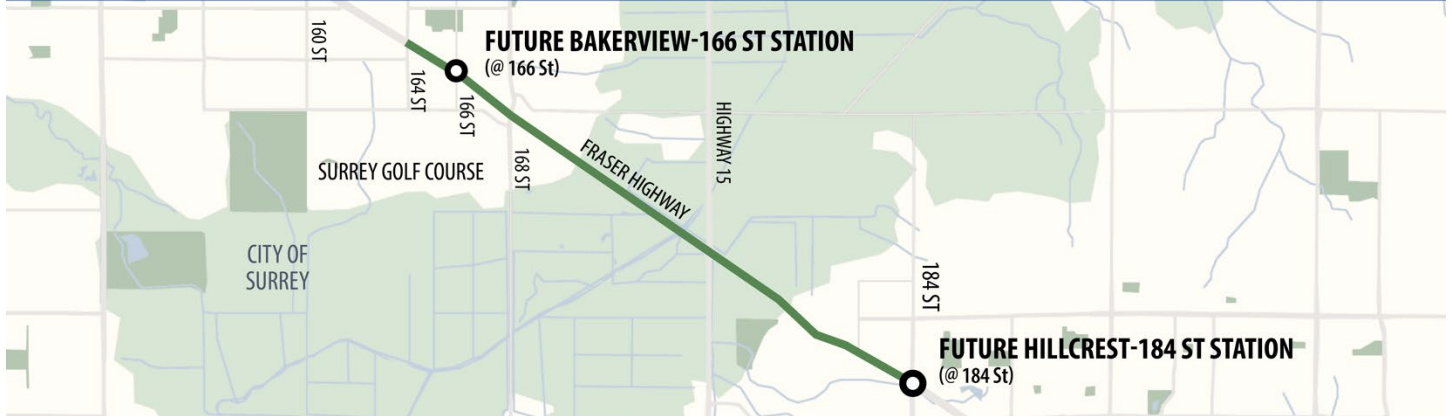 160 ST
FUTURE BAKERVIEW-166 ST STATION
(@ 166 St)
164 ST
166 ST
HIGHWAY 15
168 ST
FRASER HIGHWAY
SURREY GOLF COURSE
CITY OF
SURREY
184 ST
FUTURE HILLCREST-184 ST STATION
(@ 184 St)